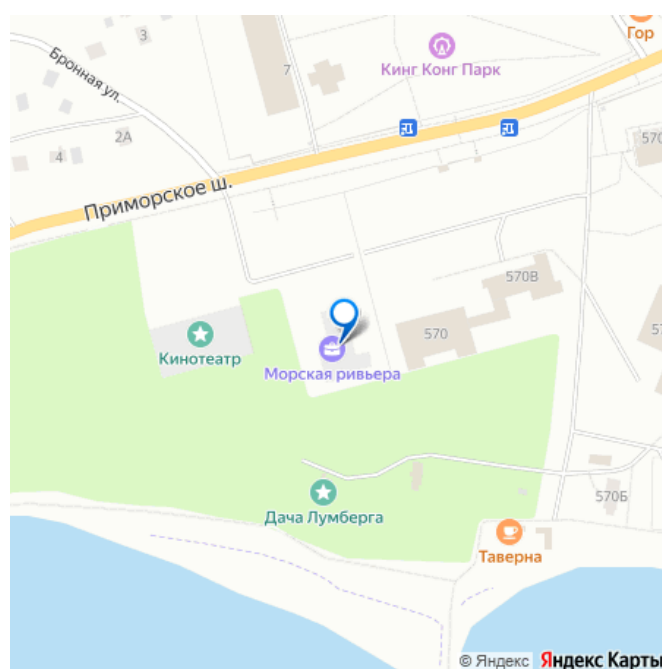 Гор
3
Кинг Конг Парк
Бронная ул.
7
2А
4
570
Приморское ш.
570В
570
57
Кинотеатр
Морская ривьера
570Б
Дача Лумберга
Таверна
© Яндекс Яндекс Карты